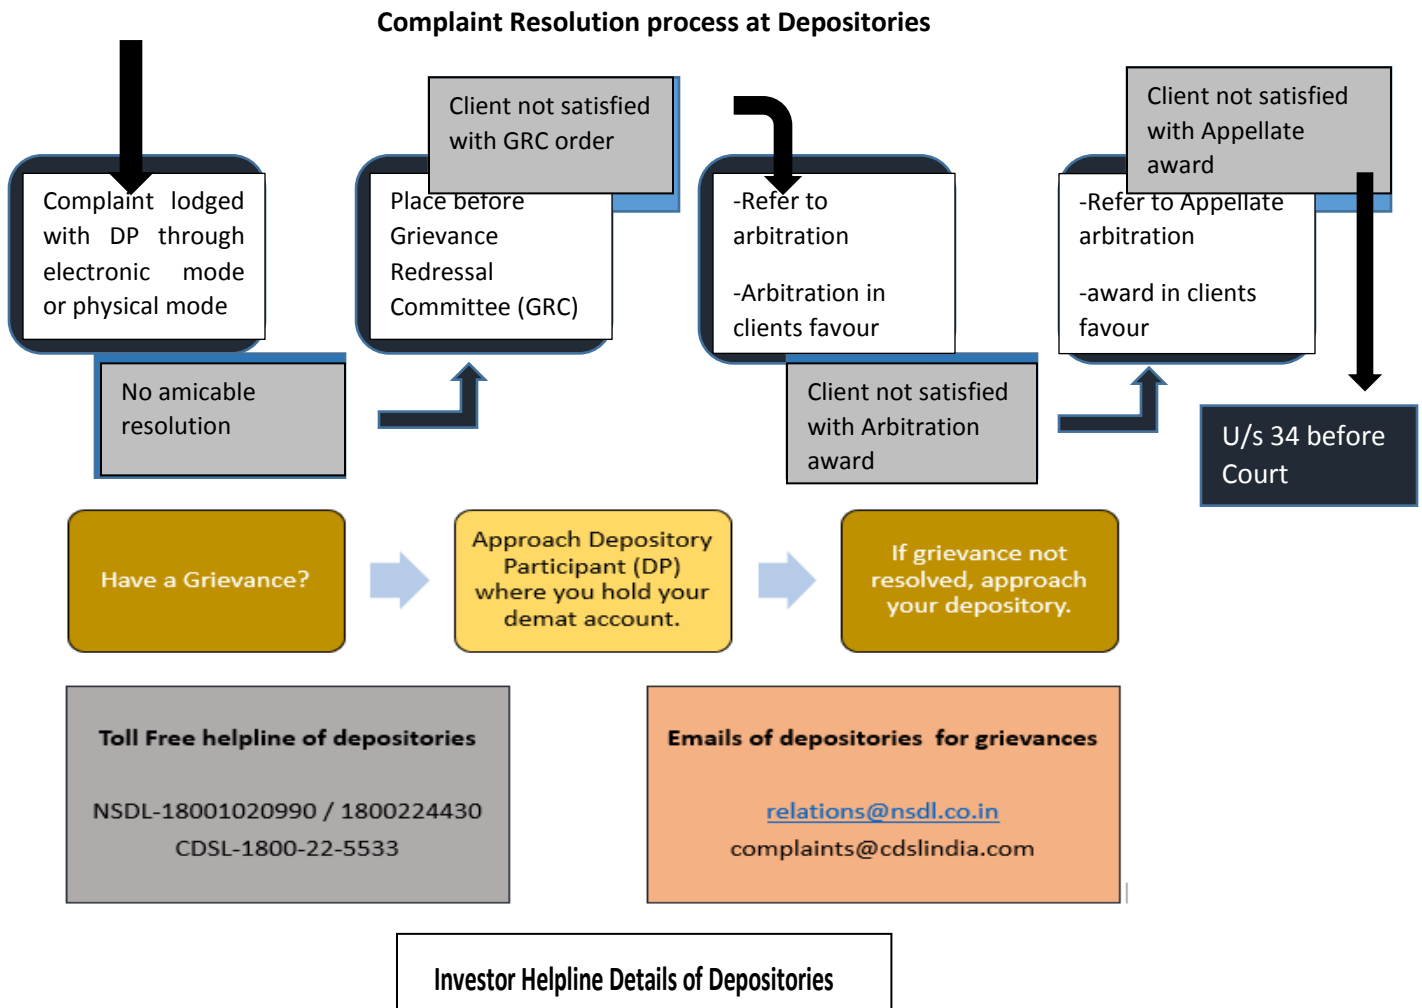 Complaint Resolution process at Depositories
Complaint lodged
with DP through
electronic mode
or physical mode
No amicable
resolution
Place before
Grievance
Redressal
Committee (GRC)
Client not satisfied
with GRC order
-Refer to
arbitration
-Arbitration in
clients favour
Client not satisfied
with Arbitration
award
-Refer to Appellate
arbitration
-award in clients
favour
Client not satisfied
with Appellate
award
U/s 34 before
Court
Have a Grievance?
Approach Depository
Participant (DP)
where you hold your
demat account.
If grievance not
resolved, approach
your depository.
Toll Free helpline of depositories
NSDL-18001020990 / 1800224430
CDSL-1800-22-5533
Emails of depositories for grievances
relations@nsdl.co.in
complaints@cdslindia.com
Investor Helpline Details of Depositories